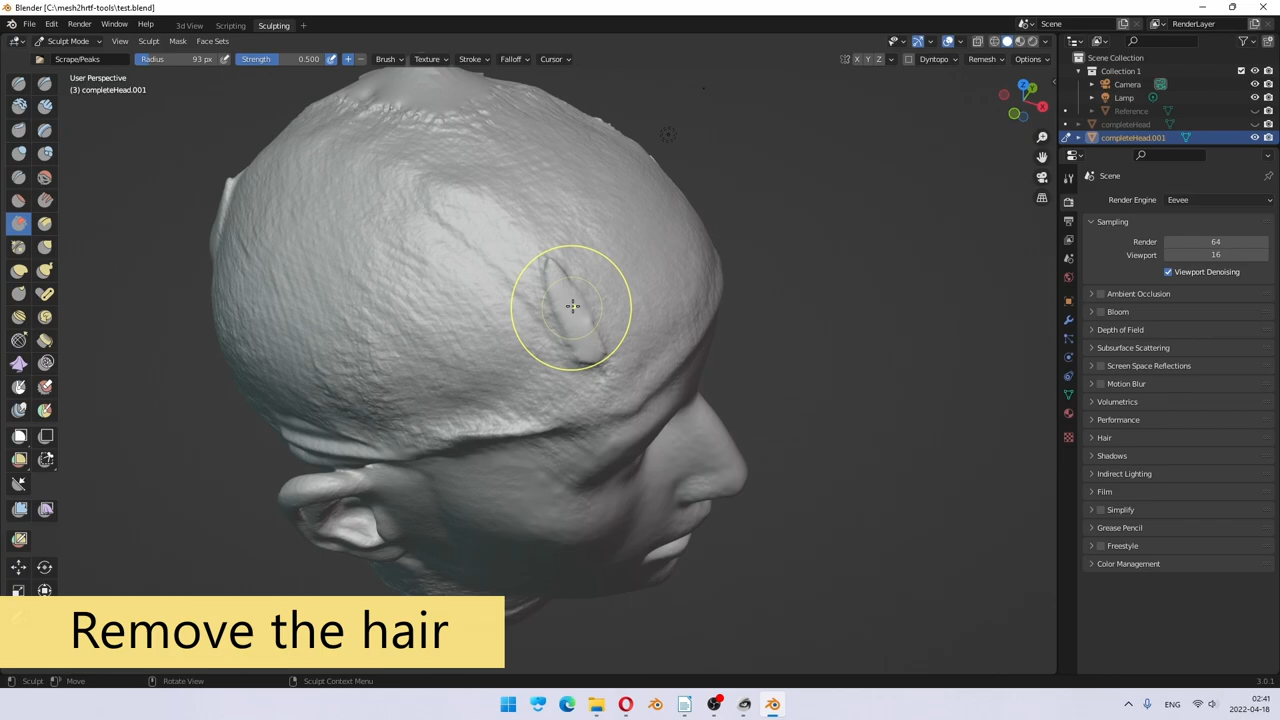 Blender [C:\mesh2hrtf-tools\test.blend]
File Edit Render Window Help 3d View Scripting Sculpting + Scene RenderLayer
Sculpt Mode View Sculpt Mask Face Sets
Scrape/Peaks Radius 93 px Strength 0.500 Brush Texture Stroke Falloff Cursor X Y Z Dyntopo Remesh Options
User Perspective
(3) completeHead.001
Scene Collection
Collection 1
Camera
Lamp
Reference
completeHead
completeHead.001
Scene
Render Engine Eevee
Sampling
Render 64
Viewport 16
Viewport Denoising
Ambient Occlusion
Bloom
Depth of Field
Subsurface Scattering
Screen Space Reflections
Motion Blur
Volumetrics
Performance
Hair
Shadows
Indirect Lighting
Film
Simplify
Grease Pencil
Freestyle
Color Management
X
Y
Z
Remove the hair
Sculpt Move Rotate View Sculpt Context Menu 3.0.1
ENG 02:41
2022-04-18